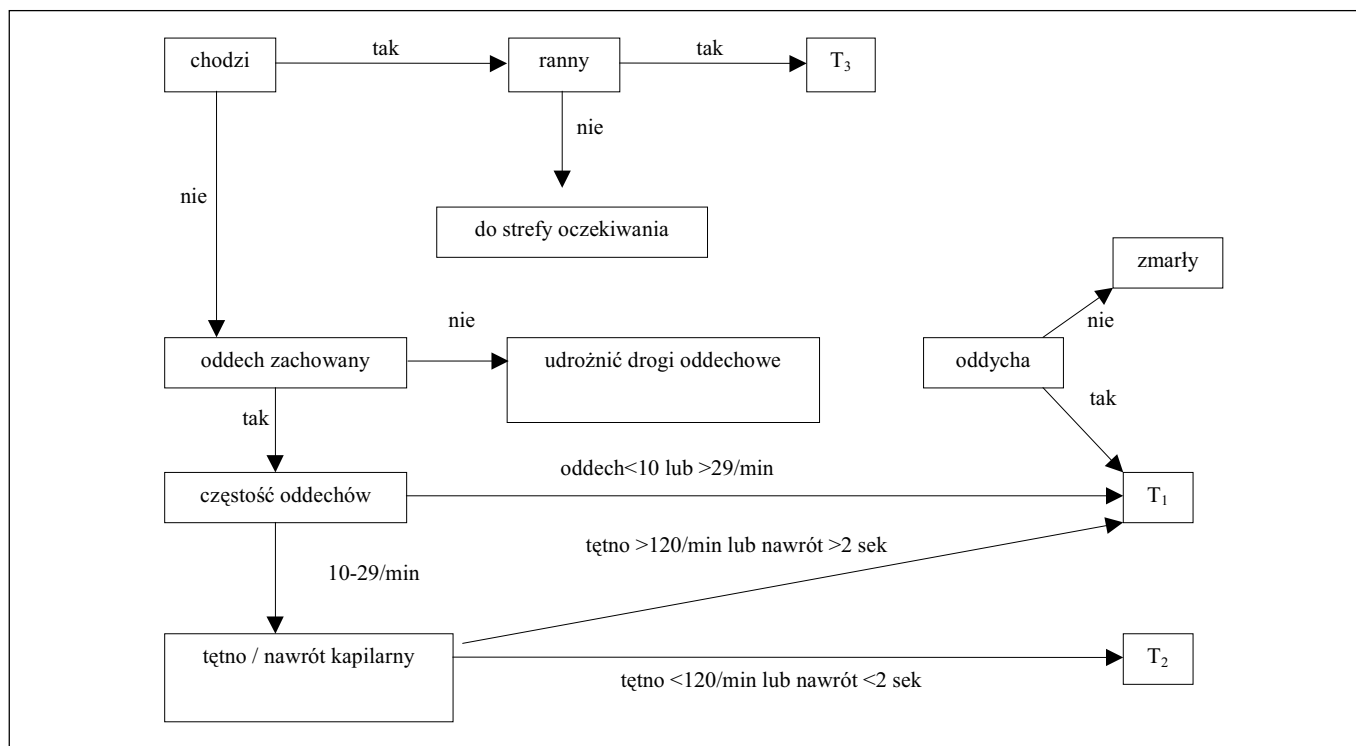 chodzi
tak
ranny
tak
T₃
nie
nie
do strefy oczekiwania
zmarły
nie
nie
oddech zachowany
udrożnić drogi oddechowe
oddycha
tak
tak
oddech<10 lub >29/min
częstość oddechów
T₁
tętno >120/min lub nawrót >2 sek
10-29/min
tętno / nawrót kapilarny
T₂
tętno <120/min lub nawrót <2 sek